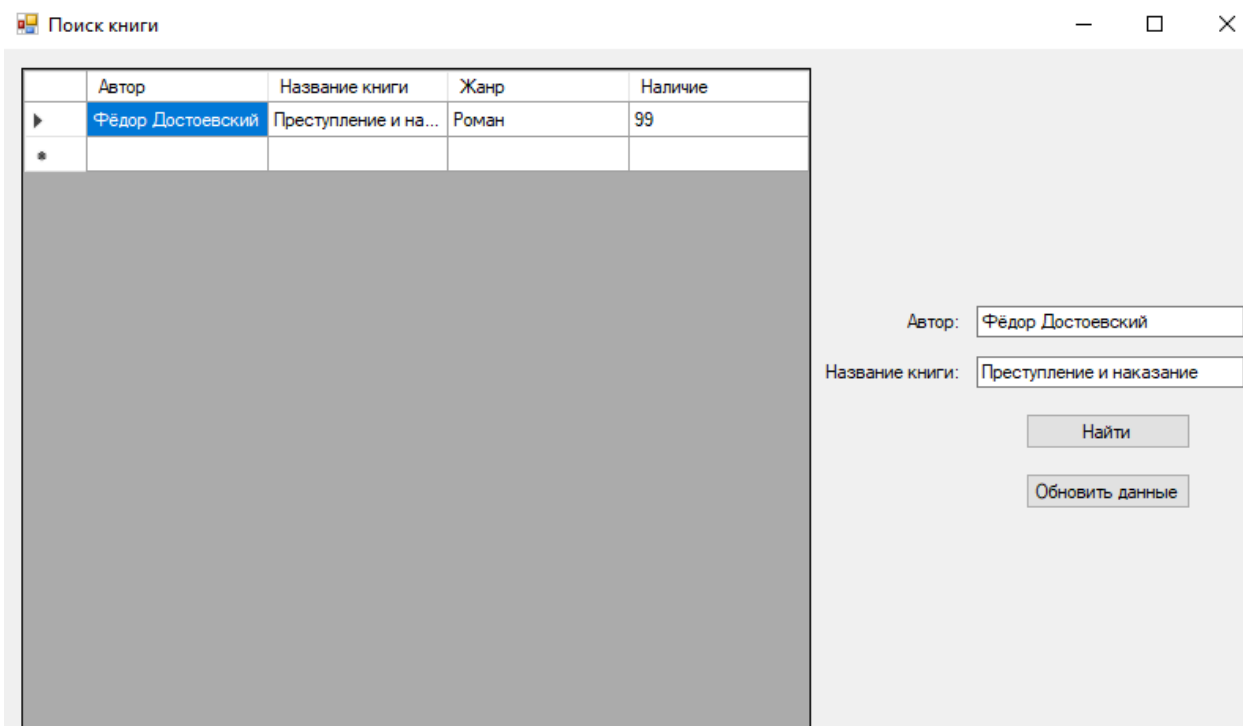 Поиск книги
Автор Название книги Жанр Наличие
Фёдор Достоевский Преступление и на... Роман 99
Автор: Фёдор Достоевский
Название книги: Преступление и наказание
Найти
Обновить данные